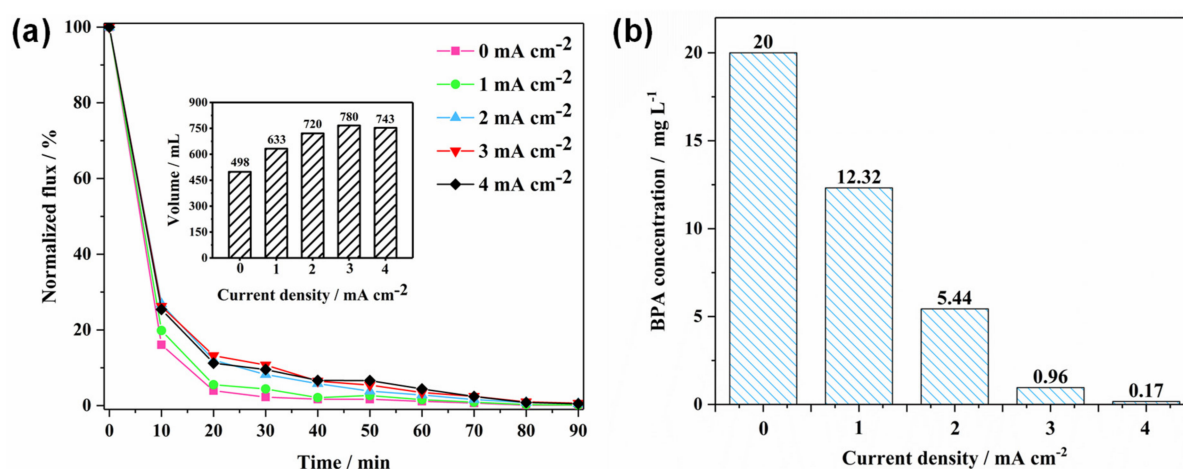 (a)
Normalized flux / %
100
80
60
40
20
0
0 10 20 30 40 50 60 70 80 90
Time / min
0 mA cm-2
1 mA cm-2
2 mA cm-2
3 mA cm-2
4 mA cm-2
Volume / mL
900
750
600
450
300
150
0
498
633
720
780
743
0 1 2 3 4
Current density / mA cm-2
(b)
BPA concentration / mg L-1
20
15
10
5
0
20
12.32
5.44
0.96
0.17
0 1 2 3 4
Current density / mA cm-2